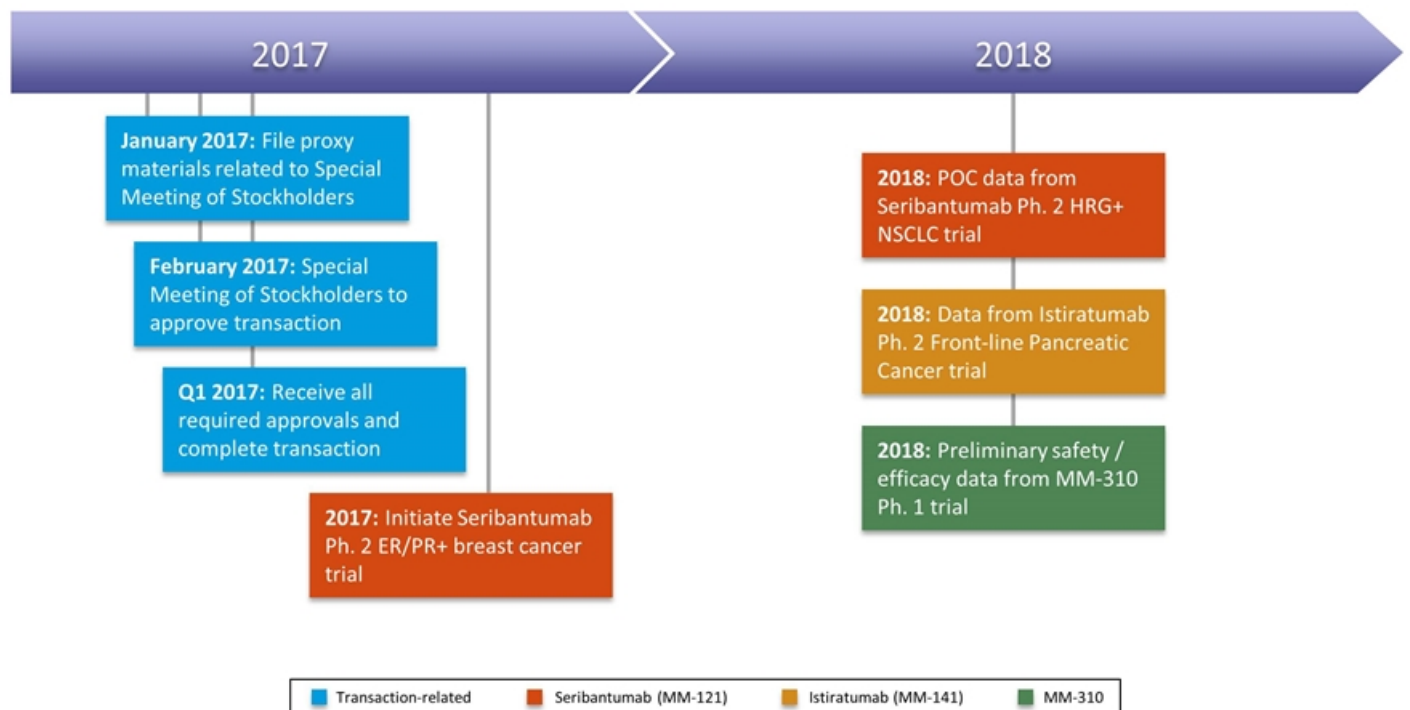 2017
2018
January 2017: File proxy
materials related to Special
Meeting of Stockholders
February 2017: Special
Meeting of Stockholders to
approve transaction
Q1 2017: Receive all
required approvals and
complete transaction
2017: Initiate Seribantumab
Ph. 2 ER/PR+ breast cancer
trial
2018: POC data from
Seribantumab Ph. 2 HRG+
NSCLC trial
2018: Data from Istiratumab
Ph. 2 Front-line Pancreatic
Cancer trial
2018: Preliminary safety /
efficacy data from MM-310
Ph. 1 trial
Transaction-related
Seribantumab (MM-121)
Istiratumab (MM-141)
MM-310